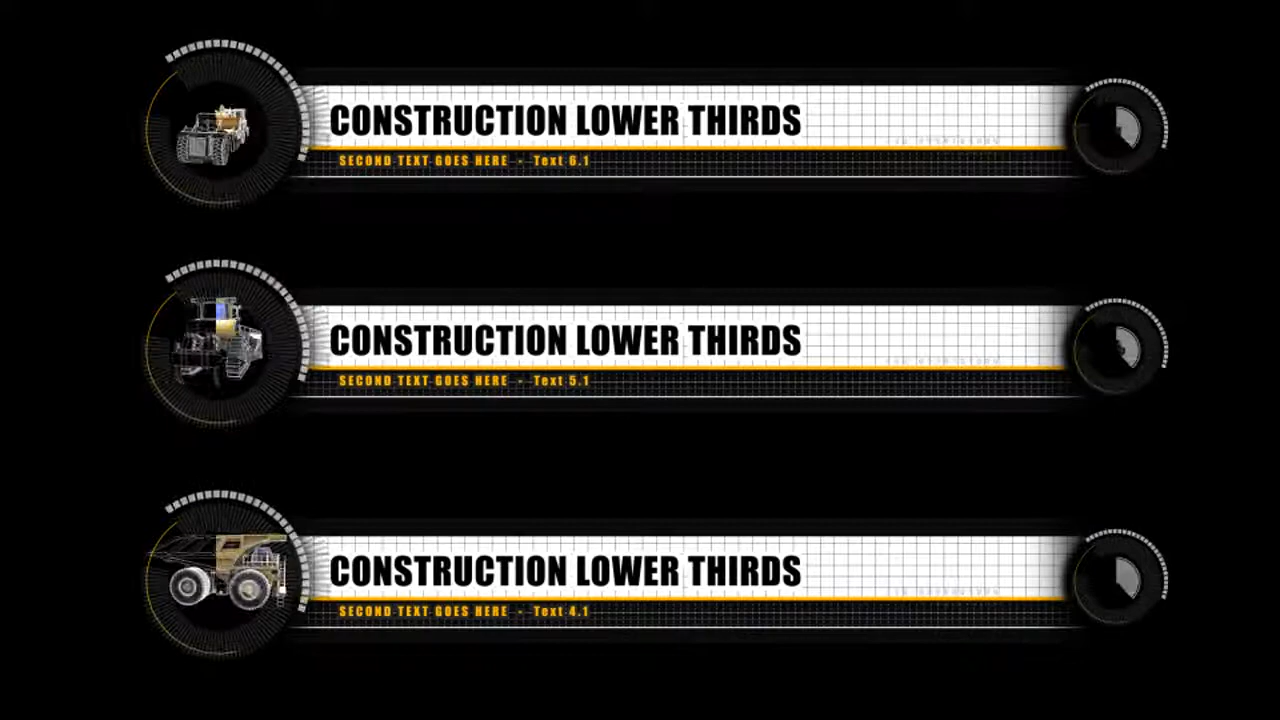 CONSTRUCTION LOWER THIRDS
SECOND TEXT GOES HERE - Text 6.1
CONSTRUCTION LOWER THIRDS
SECOND TEXT GOES HERE - Text 5.1
CONSTRUCTION LOWER THIRDS
SECOND TEXT GOES HERE - Text 4.1